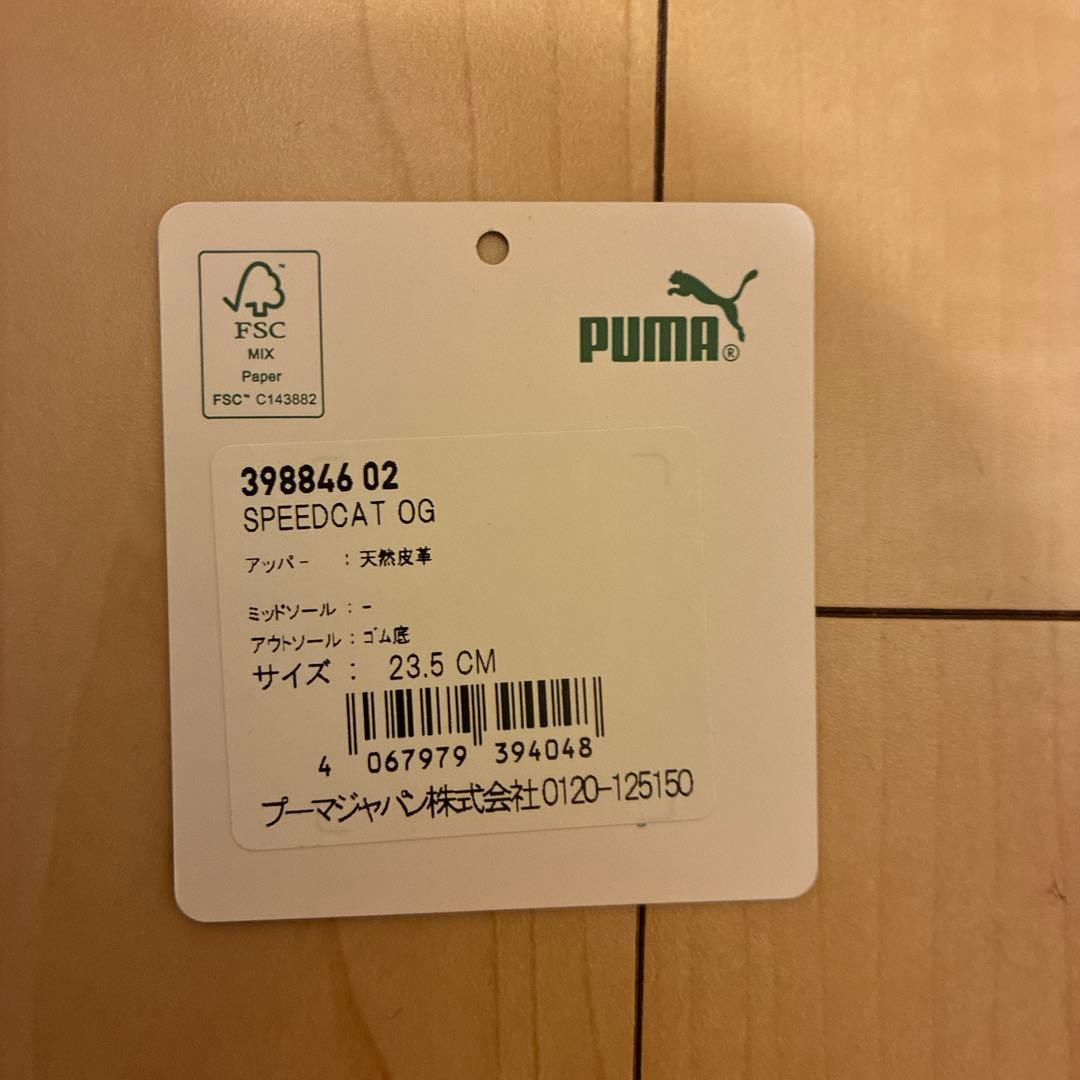 FSC
MIX
Paper
FSC™ C143882
PUMA®
398846 02
SPEEDCAT OG
アッパー : 天然皮革
ミッドソール : -
アウトソール : ゴム底
サイズ : 23.5 CM
4 067979 394048
プーマジャパン株式会社0120-125150